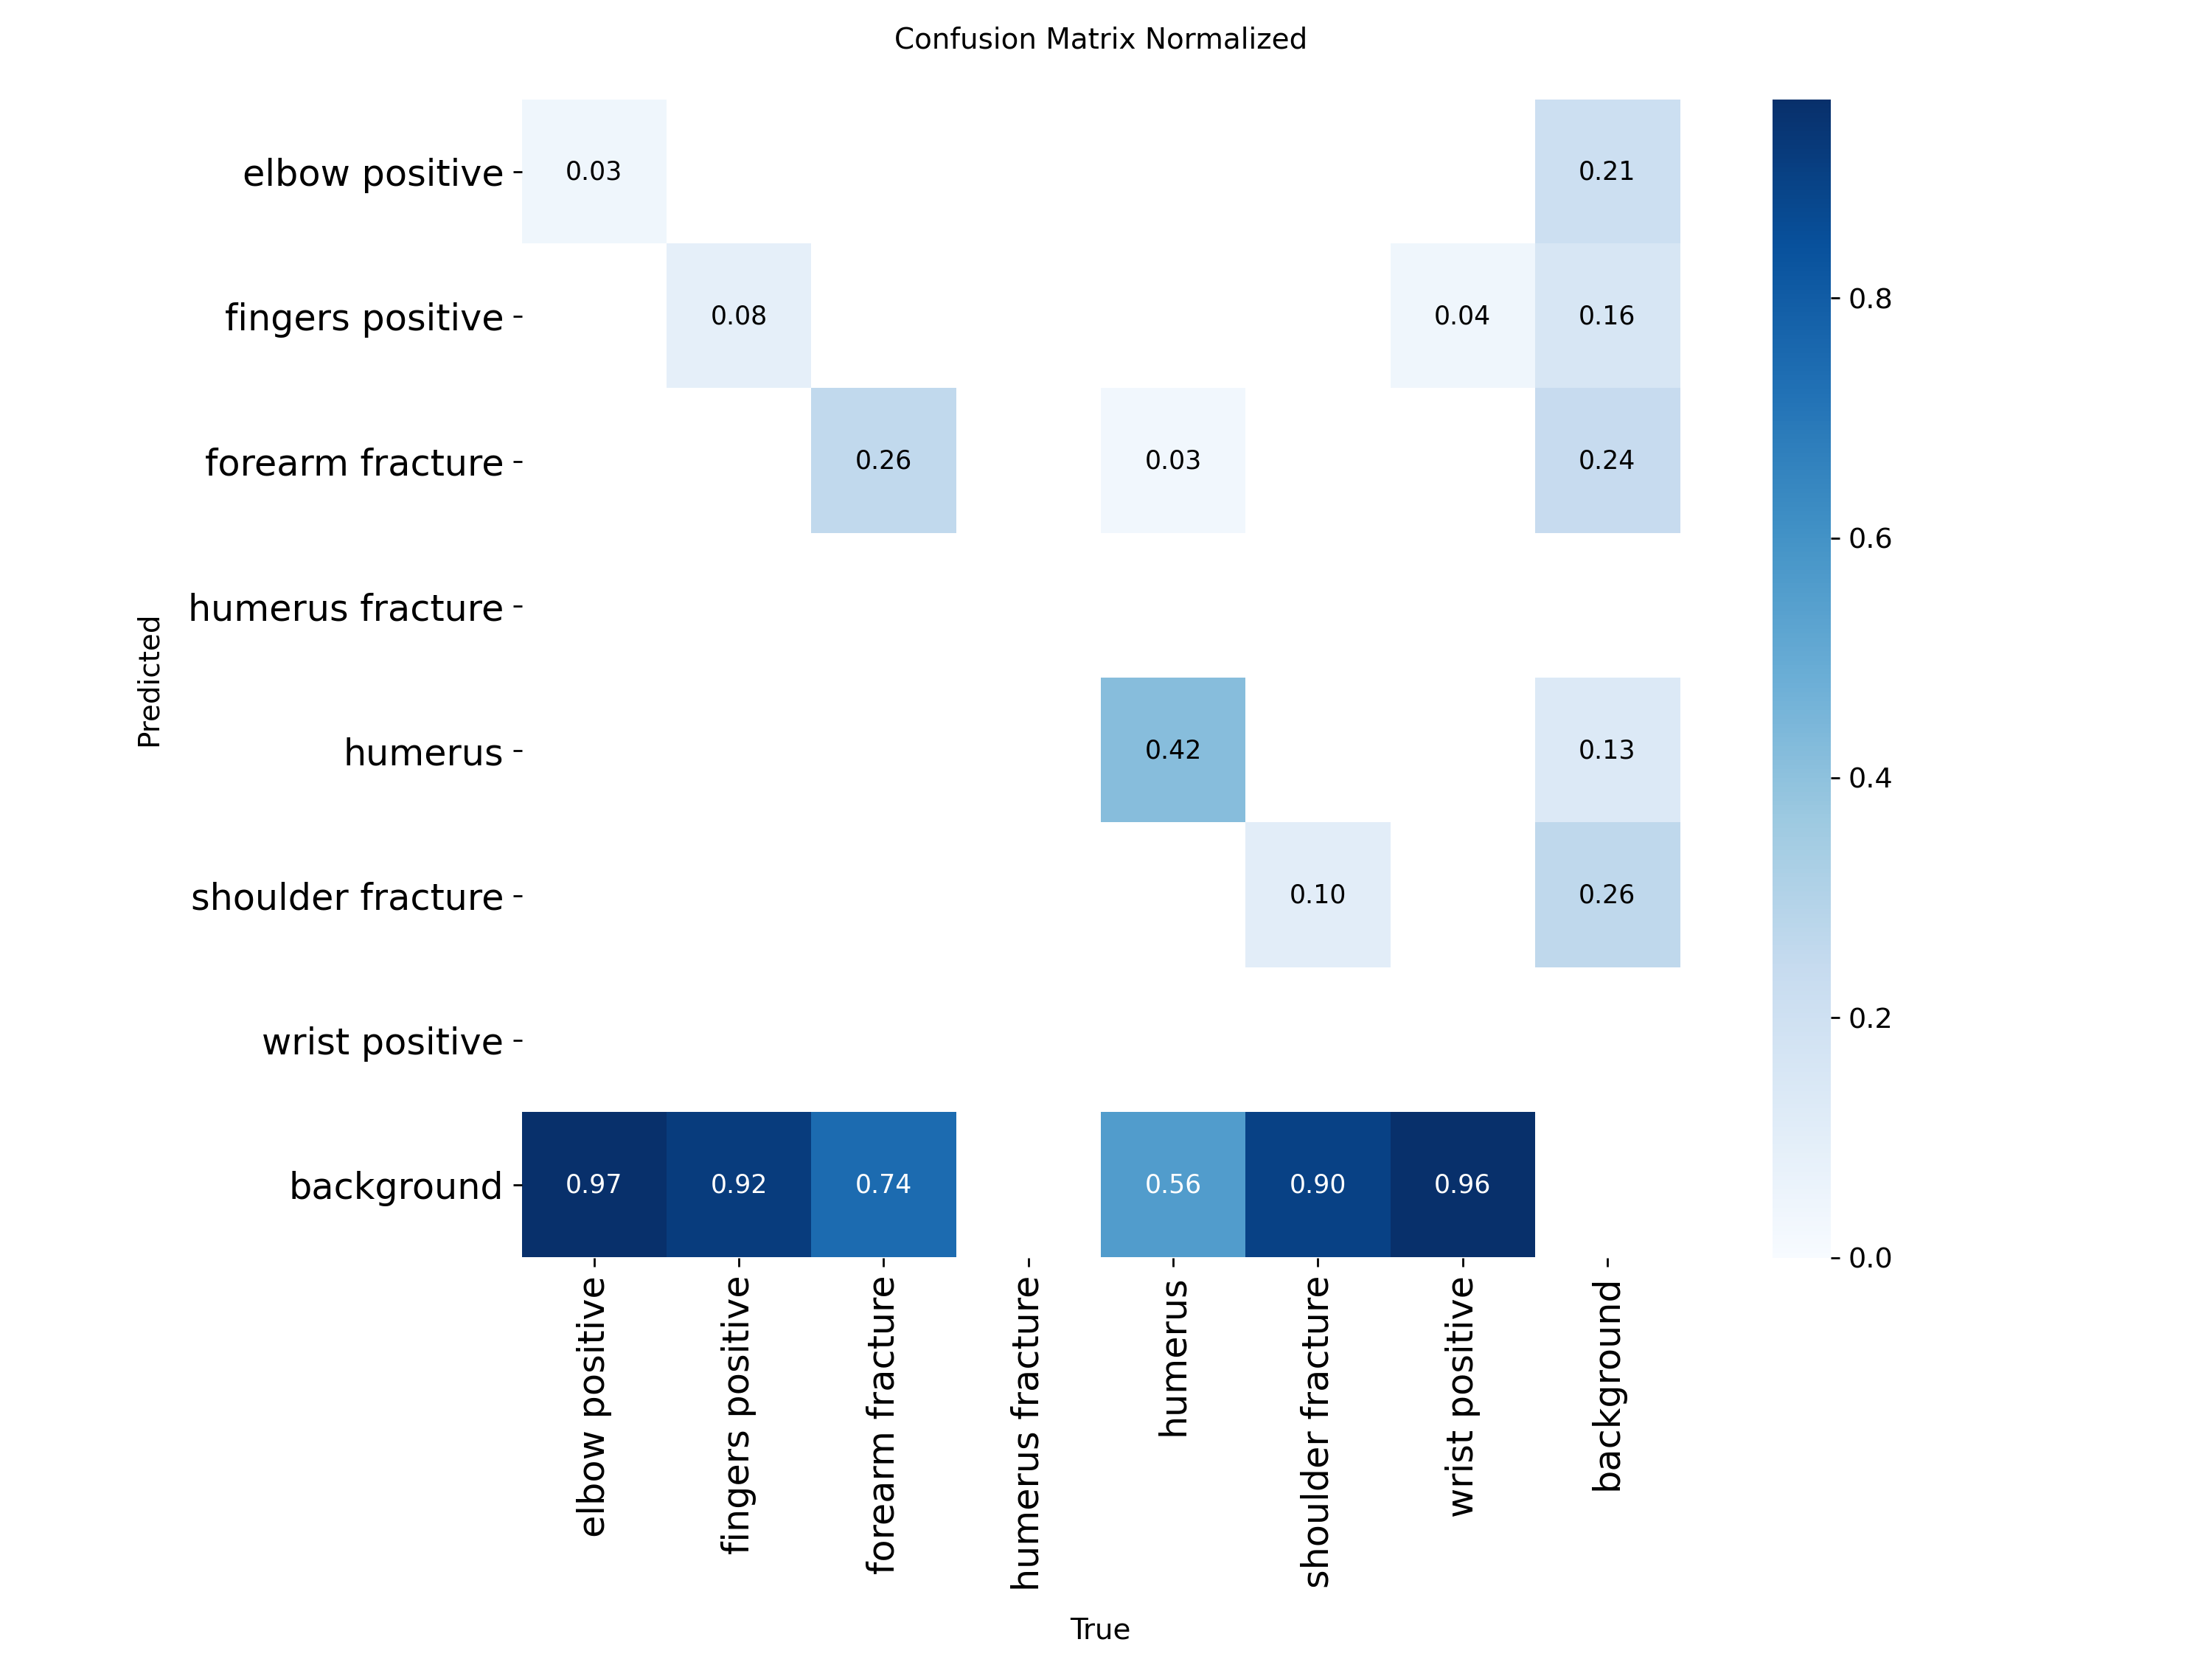 Confusion Matrix Normalized
elbow positive 0.03 0.21
fingers positive 0.08 0.04 0.16
forearm fracture 0.26 0.03 0.24
humerus fracture
humerus 0.42 0.13
shoulder fracture 0.10 0.26
wrist positive
background 0.97 0.92 0.74 0.56 0.90 0.96
Predicted
elbow positive
fingers positive
forearm fracture
humerus fracture
humerus
shoulder fracture
wrist positive
background
True
0.8
0.6
0.4
0.2
0.0